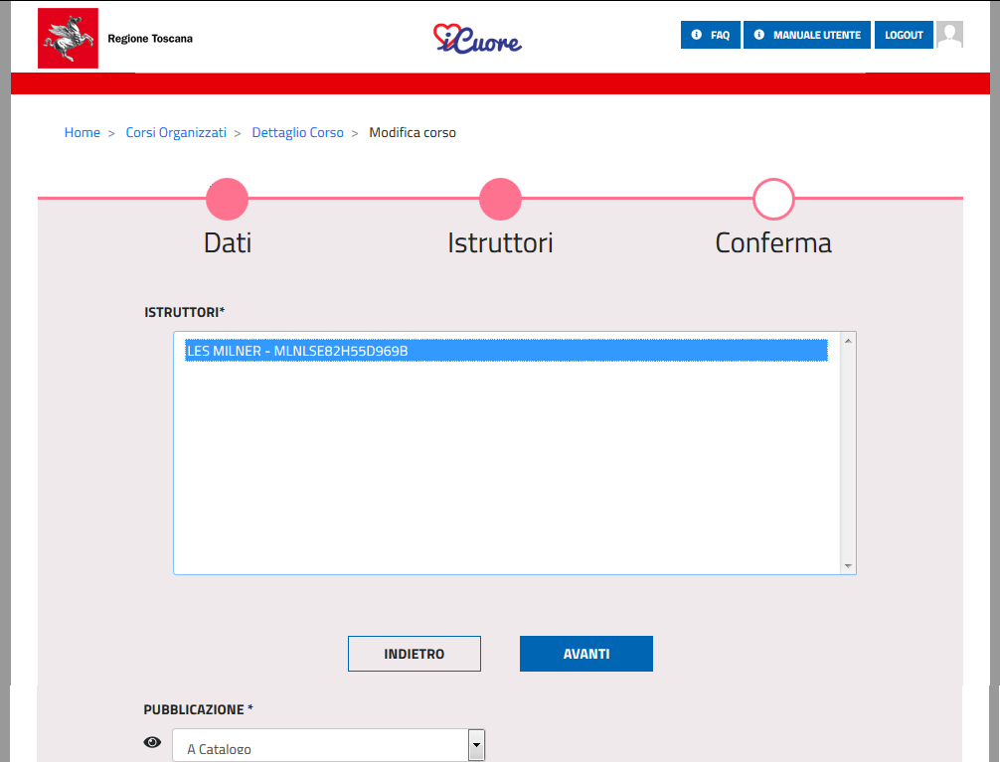 Regione Toscana
iCuore
FAQ
MANUALE UTENTE
LOGOUT
Home > Corsi Organizzati > Dettaglio Corso > Modifica corso
Dati
Istruttori
Conferma
ISTRUTTORI*
LES MILNER - MLNLSE82H55D969B
INDIETRO
AVANTI
PUBBLICAZIONE *
A Catalogo